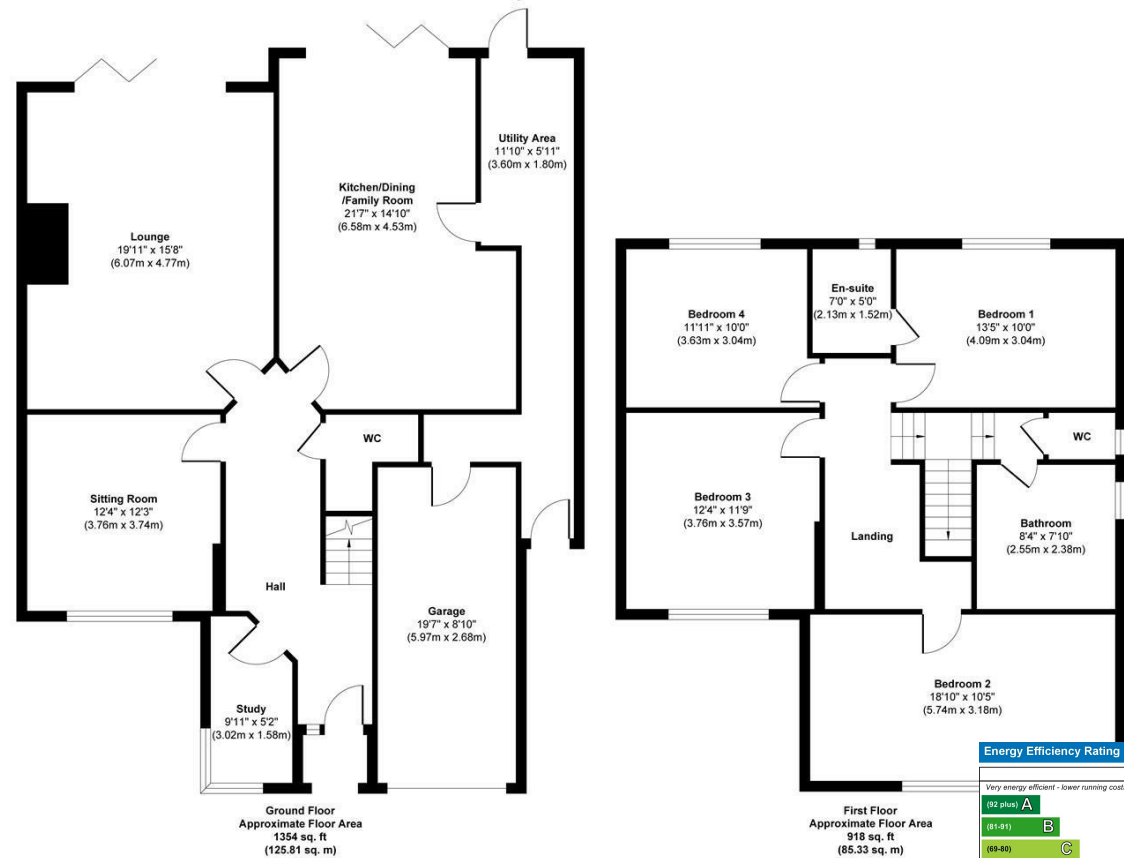 Utility Area
11'10" x 5'11"
(3.60m x 1.80m)
Kitchen/Dining
/Family Room
21'7" x 14'10"
(6.58m x 4.53m)
Lounge
19'11" x 15'8"
(6.07m x 4.77m)
WC
Sitting Room
12'4" x 12'3"
(3.76m x 3.74m)
Hall
Garage
19'7" x 8'10"
(5.97m x 2.68m)
Study
9'11" x 5'2"
(3.02m x 1.58m)
Ground Floor
Approximate Floor Area
1354 sq. ft
(125.81 sq. m)
En-suite
7'0" x 5'0"
(2.13m x 1.52m)
Bedroom 4
11'11" x 10'0"
(3.63m x 3.04m)
Bedroom 1
13'5" x 10'0"
(4.09m x 3.04m)
WC
Bedroom 3
12'4" x 11'9"
(3.76m x 3.57m)
Bathroom
8'4" x 7'10"
(2.55m x 2.38m)
Landing
Bedroom 2
18'10" x 10'5"
(5.74m x 3.18m)
First Floor
Approximate Floor Area
918 sq. ft
(85.33 sq. m)
Energy Efficiency Rating
Very energy efficient - lower running cost
(92 plus) A
(81-91) B
(69-80) C